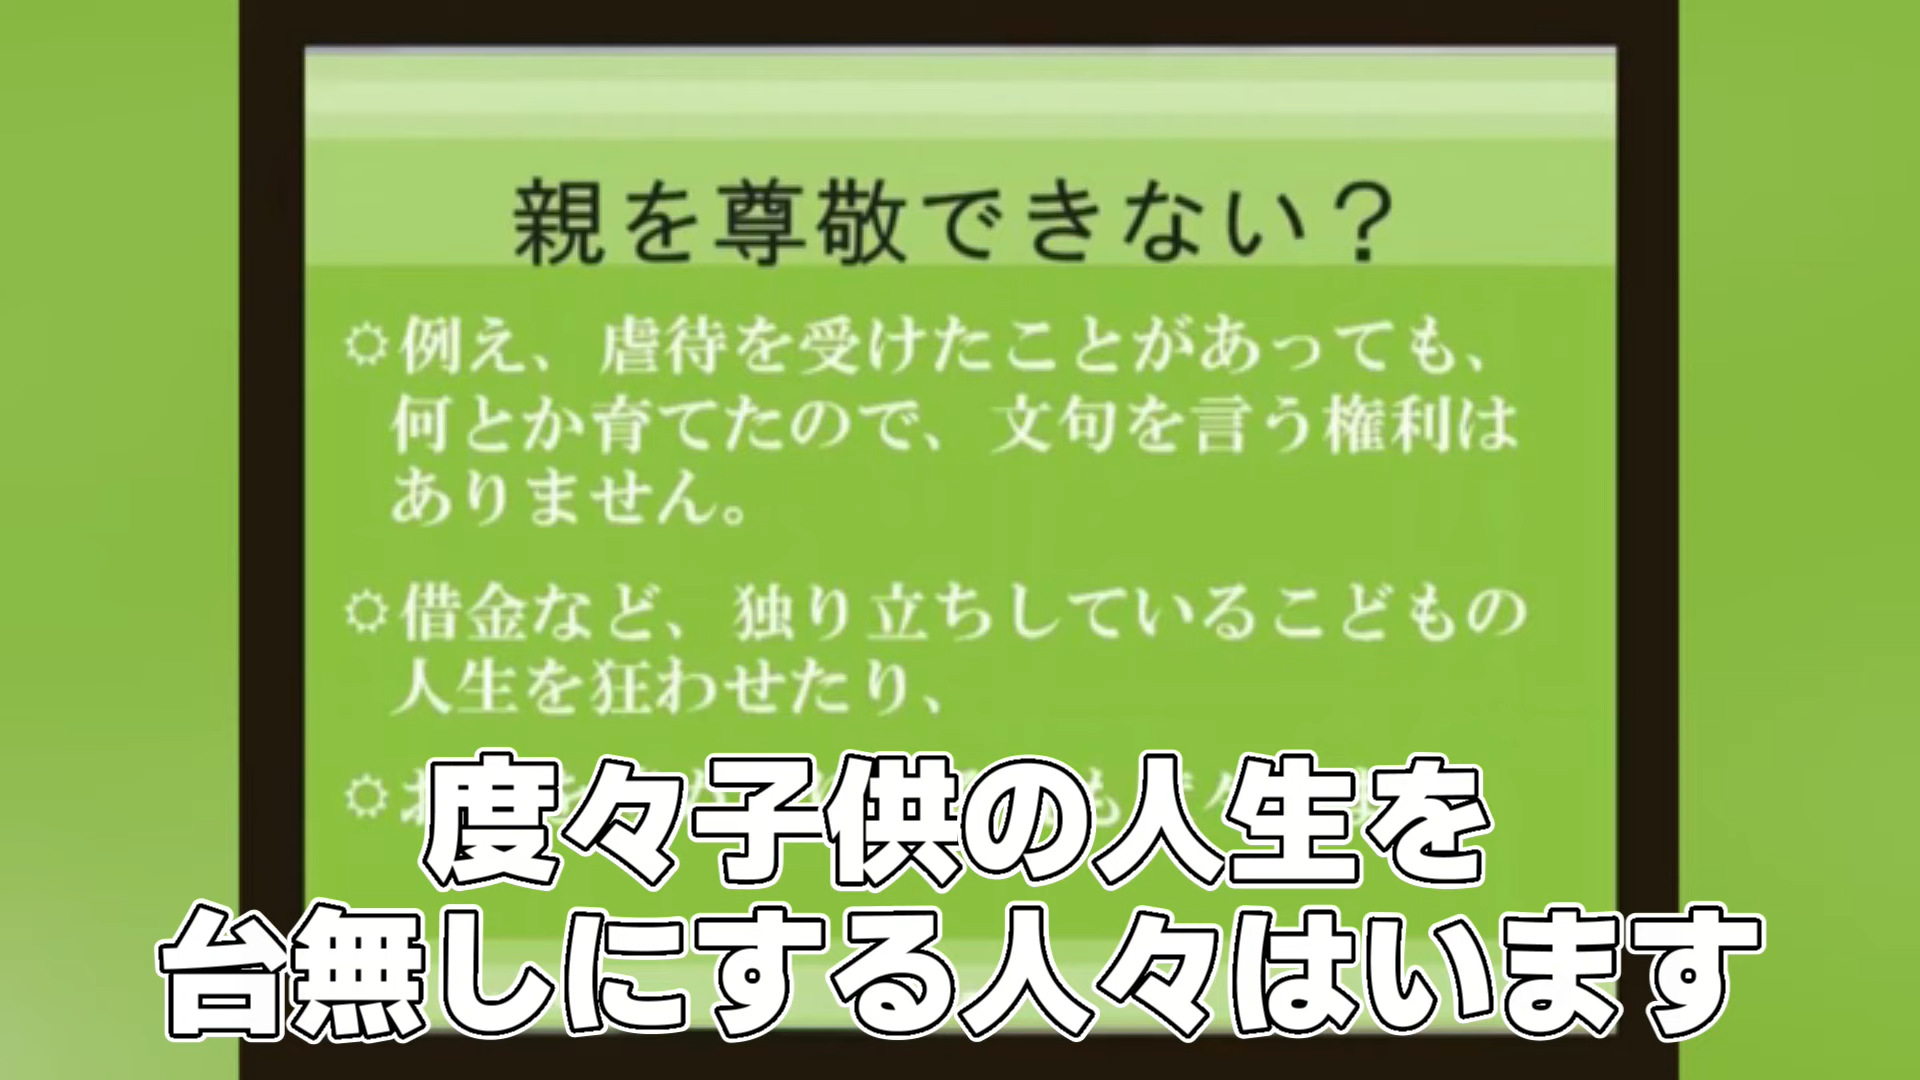 親を尊敬できない？
例え、虐待を受けたことがあっても、
何とか育てたので、文句を言う権利は
ありません。
借金など、独り立ちしているこどもの
人生を狂わせたり、
度々子供の人生を
台無しにする人々はいます